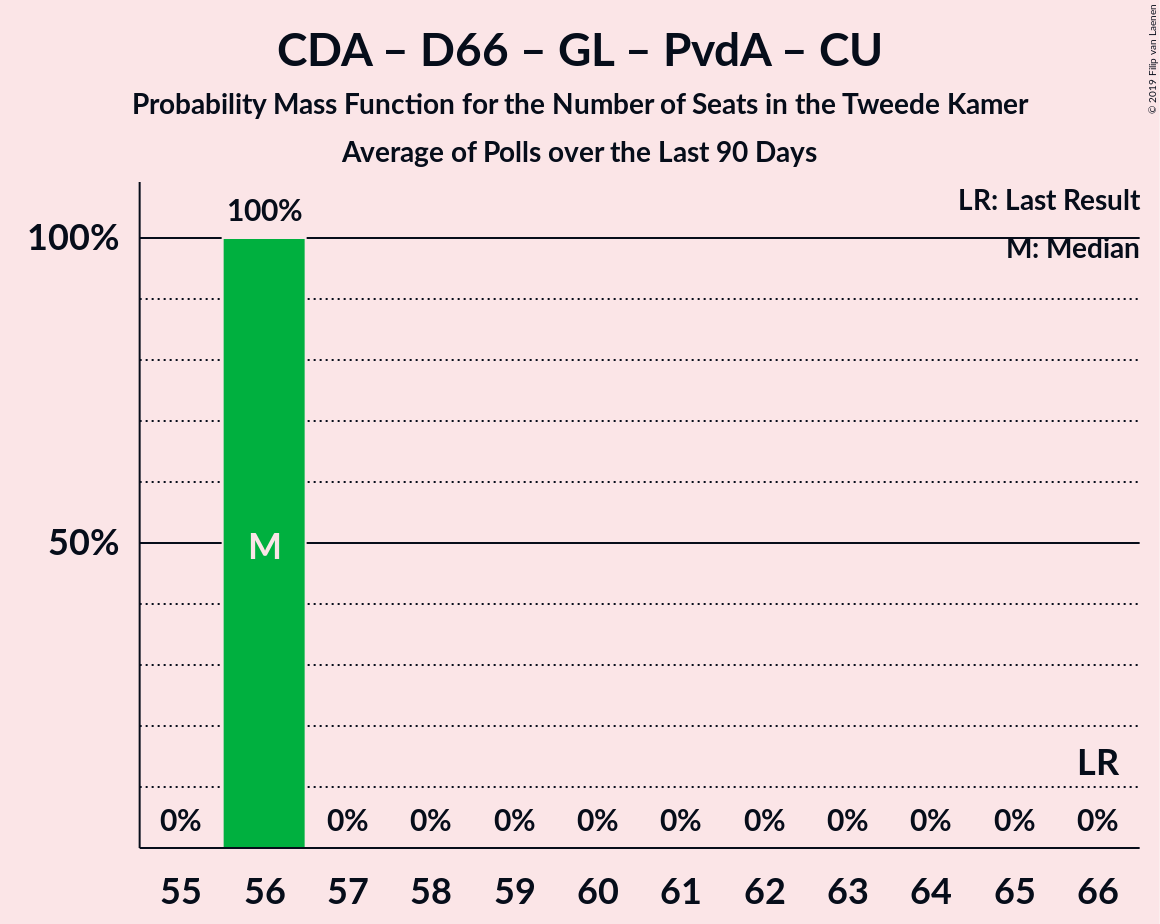 CDA – D66 – GL – PvdA – CU
Probability Mass Function for the Number of Seats in the Tweede Kamer
Average of Polls over the Last 90 Days
© 2019 Filip van Laenen
LR: Last Result
M: Median
100%
100%
50%
M
LR
0% 0% 0% 0% 0% 0% 0% 0% 0% 0% 0%
55 56 57 58 59 60 61 62 63 64 65 66